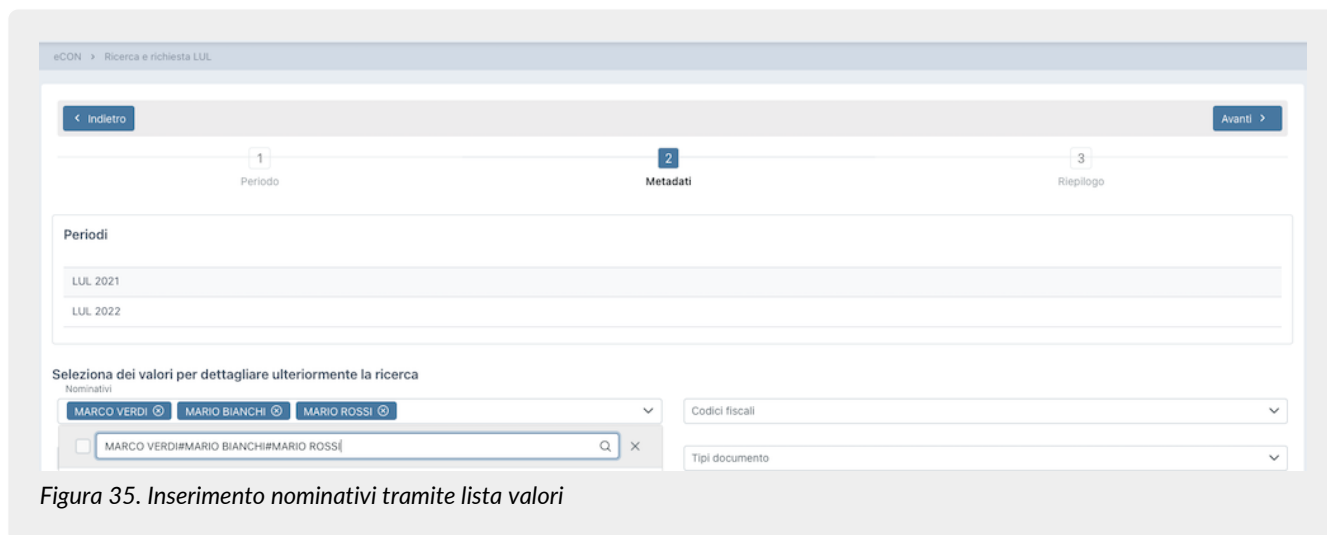 eCON > Ricerca e richiesta LUL
< Indietro
Avanti >
1
2
3
Periodo
Metadati
Riepilogo
Periodi
LUL 2021
LUL 2022
Seleziona dei valori per dettagliare ulteriormente la ricerca
Nominativi
MARCO VERDI MARIO BIANCHI MARIO ROSSI
Codici fiscali
MARCO VERDI#MARIO BIANCHI#MARIO ROSSI
Tipi documento
Figura 35. Inserimento nominativi tramite lista valori